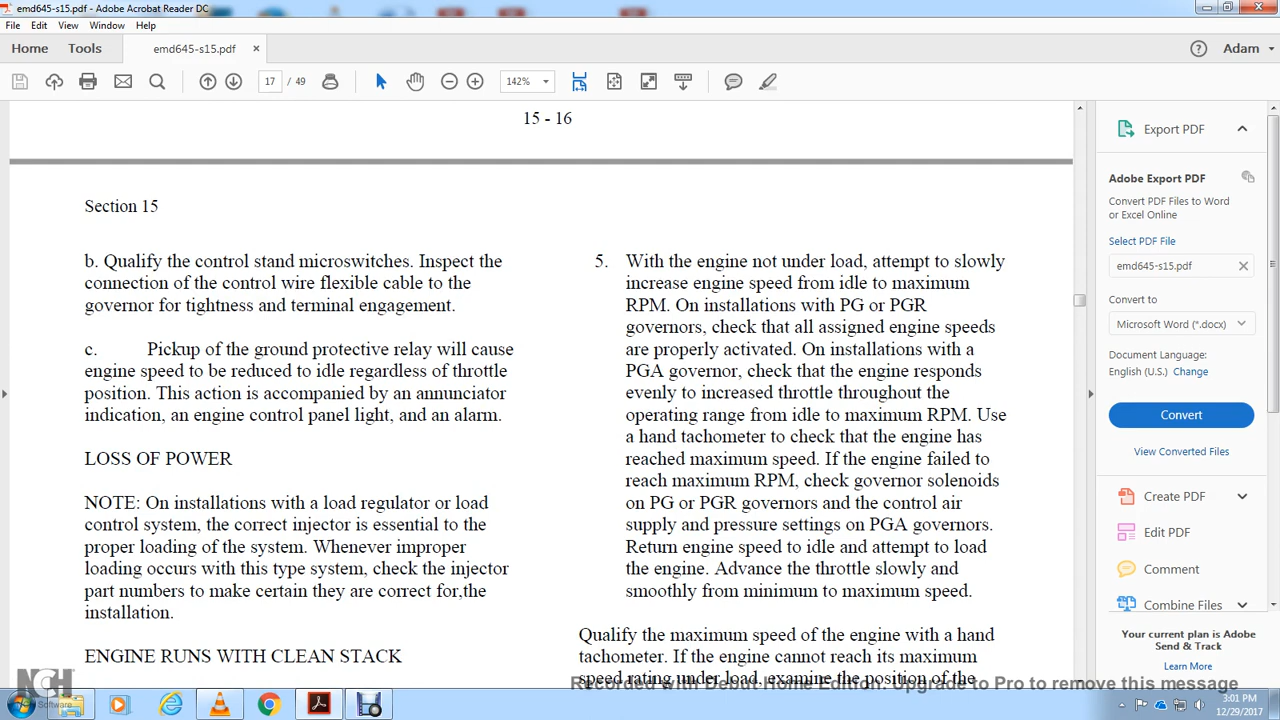 emd645-s15.pdf - Adobe Acrobat Reader DC
File Edit View Window Help
Home Tools emd645-s15.pdf × Adam
17 / 49 142%
15 - 16
Section 15
b. Qualify the control stand microswitches. Inspect the
connection of the control wire flexible cable to the
governor for tightness and terminal engagement.
c. Pickup of the ground protective relay will cause
engine speed to be reduced to idle regardless of throttle
position. This action is accompanied by an annunciator
indication, an engine control panel light, and an alarm.
LOSS OF POWER
NOTE: On installations with a load regulator or load
control system, the correct injector is essential to the
proper loading of the system. Whenever improper
loading occurs with this type system, check the injector
part numbers to make certain they are correct for,the
installation.
ENGINE RUNS WITH CLEAN STACK
5. With the engine not under load, attempt to slowly
increase engine speed from idle to maximum
RPM. On installations with PG or PGR
governors, check that all assigned engine speeds
are properly activated. On installations with a
PGA governor, check that the engine responds
evenly to increased throttle throughout the
operating range from idle to maximum RPM. Use
a hand tachometer to check that the engine has
reached maximum speed. If the engine failed to
reach maximum RPM, check governor solenoids
on PG or PGR governors and the control air
supply and pressure settings on PGA governors.
Return engine speed to idle and attempt to load
the engine. Advance the throttle slowly and
smoothly from minimum to maximum speed.
Qualify the maximum speed of the engine with a hand
tachometer. If the engine cannot reach its maximum
speed rating under load, examine the position of the
Export PDF
Adobe Export PDF
Convert PDF Files to Word
or Excel Online
Select PDF File
emd645-s15.pdf
Convert to
Microsoft Word (*.docx)
Document Language:
English (U.S.) Change
Convert
View Converted Files
Create PDF
Edit PDF
Comment
Combine Files
Your current plan is Adobe
Send & Track
Learn More
Recorded with Debut Home Edition. Upgrade to Pro to remove this message
NCH
Software
3:01 PM
12/29/2017